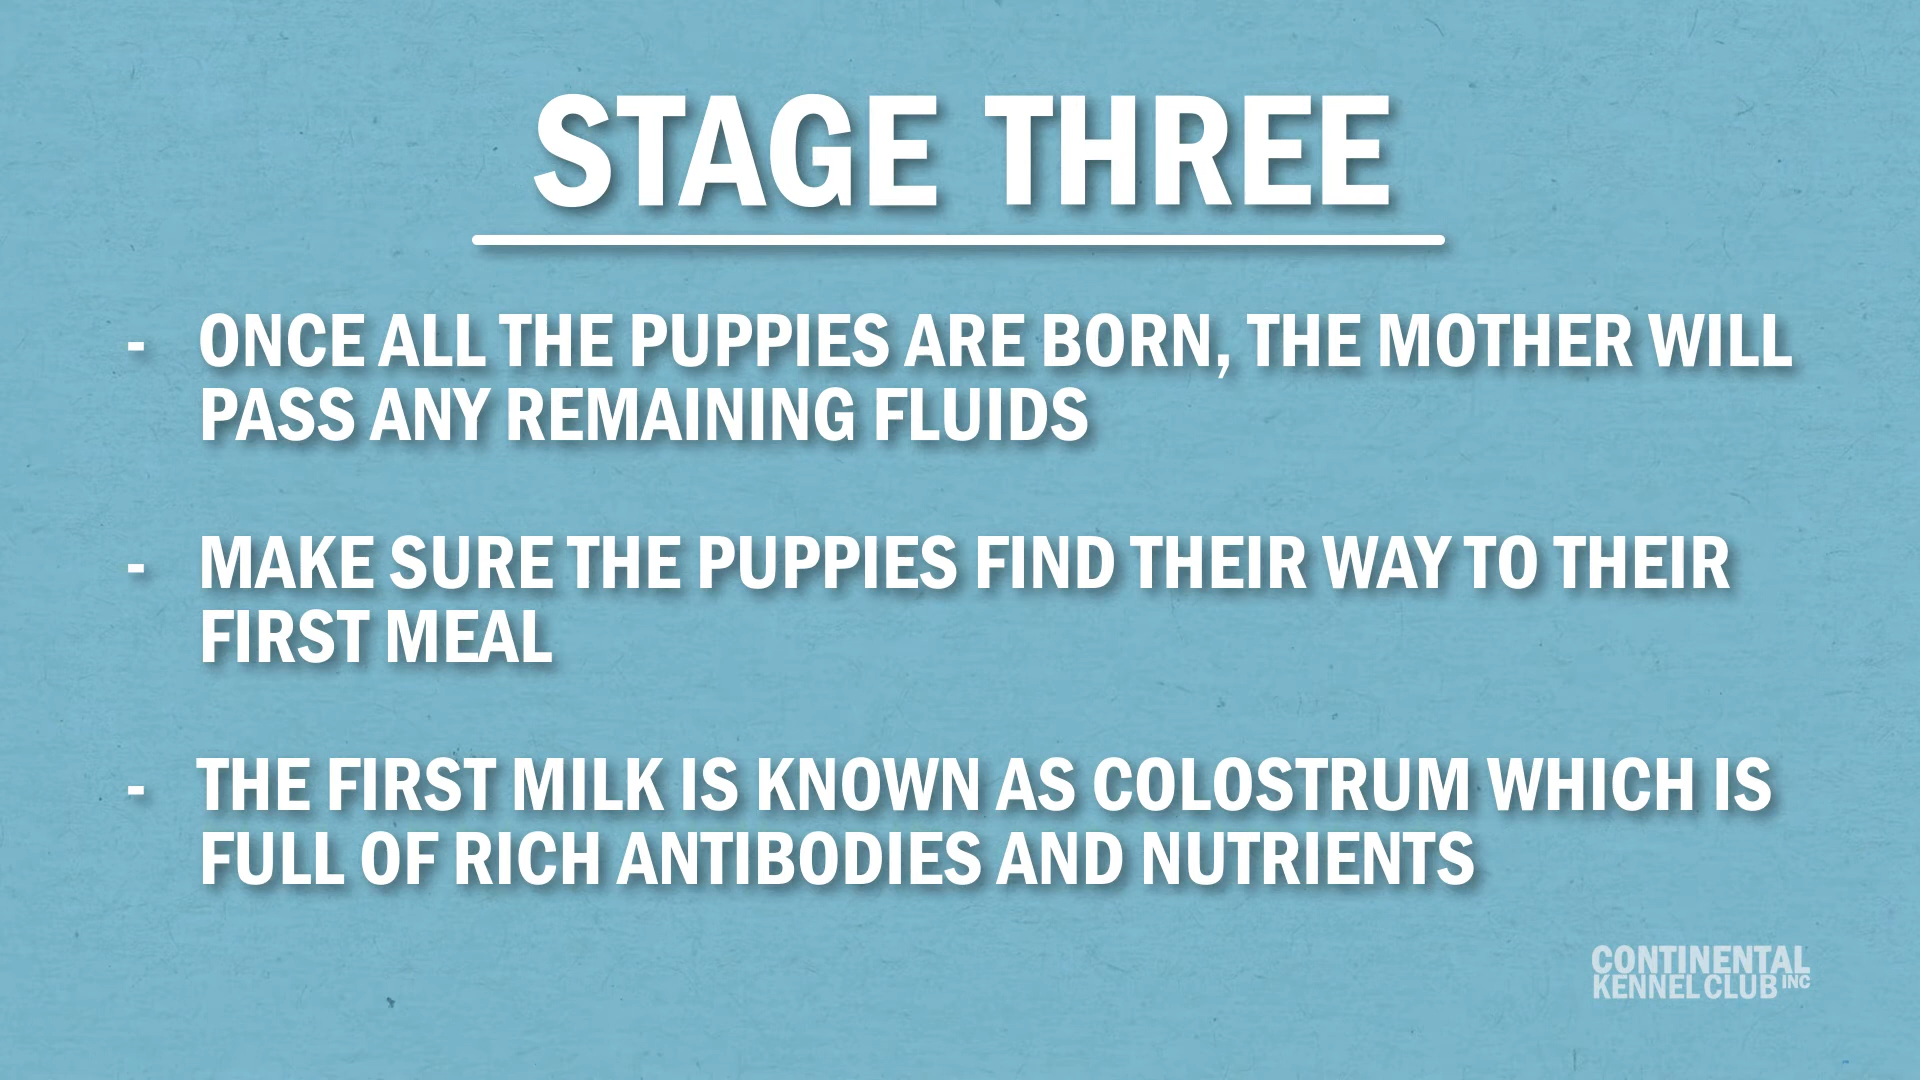 STAGE THREE
- ONCE ALL THE PUPPIES ARE BORN, THE MOTHER WILL
PASS ANY REMAINING FLUIDS
- MAKE SURE THE PUPPIES FIND THEIR WAY TO THEIR
FIRST MEAL
- THE FIRST MILK IS KNOWN AS COLOSTRUM WHICH IS
FULL OF RICH ANTIBODIES AND NUTRIENTS
CONTINENTAL
KENNEL CLUB INC